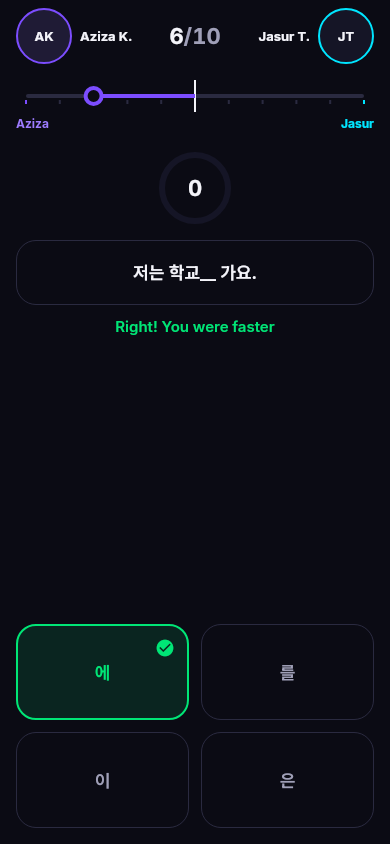 AK Aziza K. 6/10 Jasur T. JT
Aziza Jasur
0
저는 학교__ 가요.
Right! You were faster
에 를
이 은